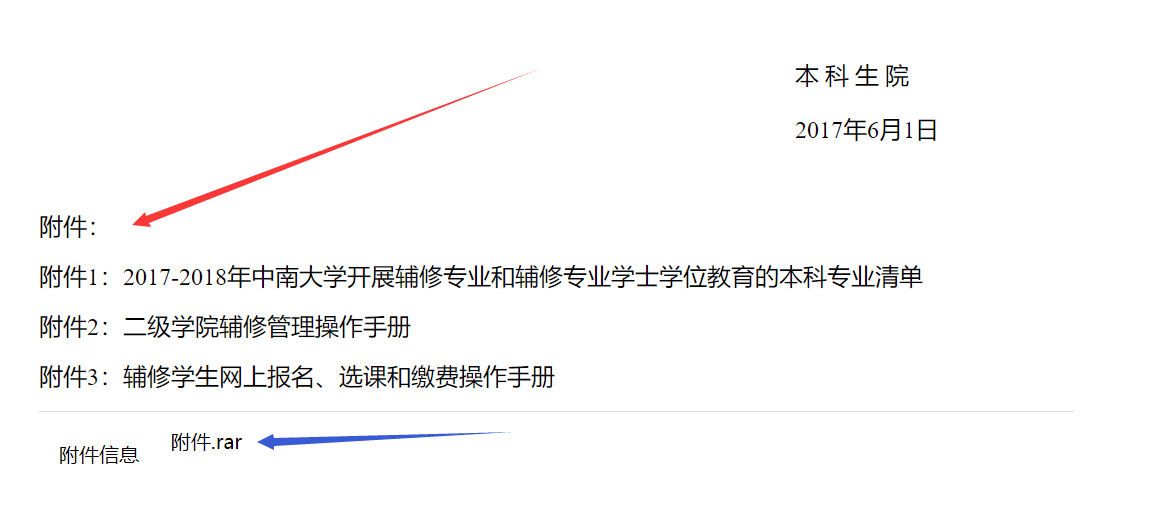 本 科 生 院
2017年6月1日
附件：
附件1：2017-2018年中南大学开展辅修专业和辅修专业学士学位教育的本科专业清单
附件2：二级学院辅修管理操作手册
附件3：辅修学生网上报名、选课和缴费操作手册
附件.rar
附件信息